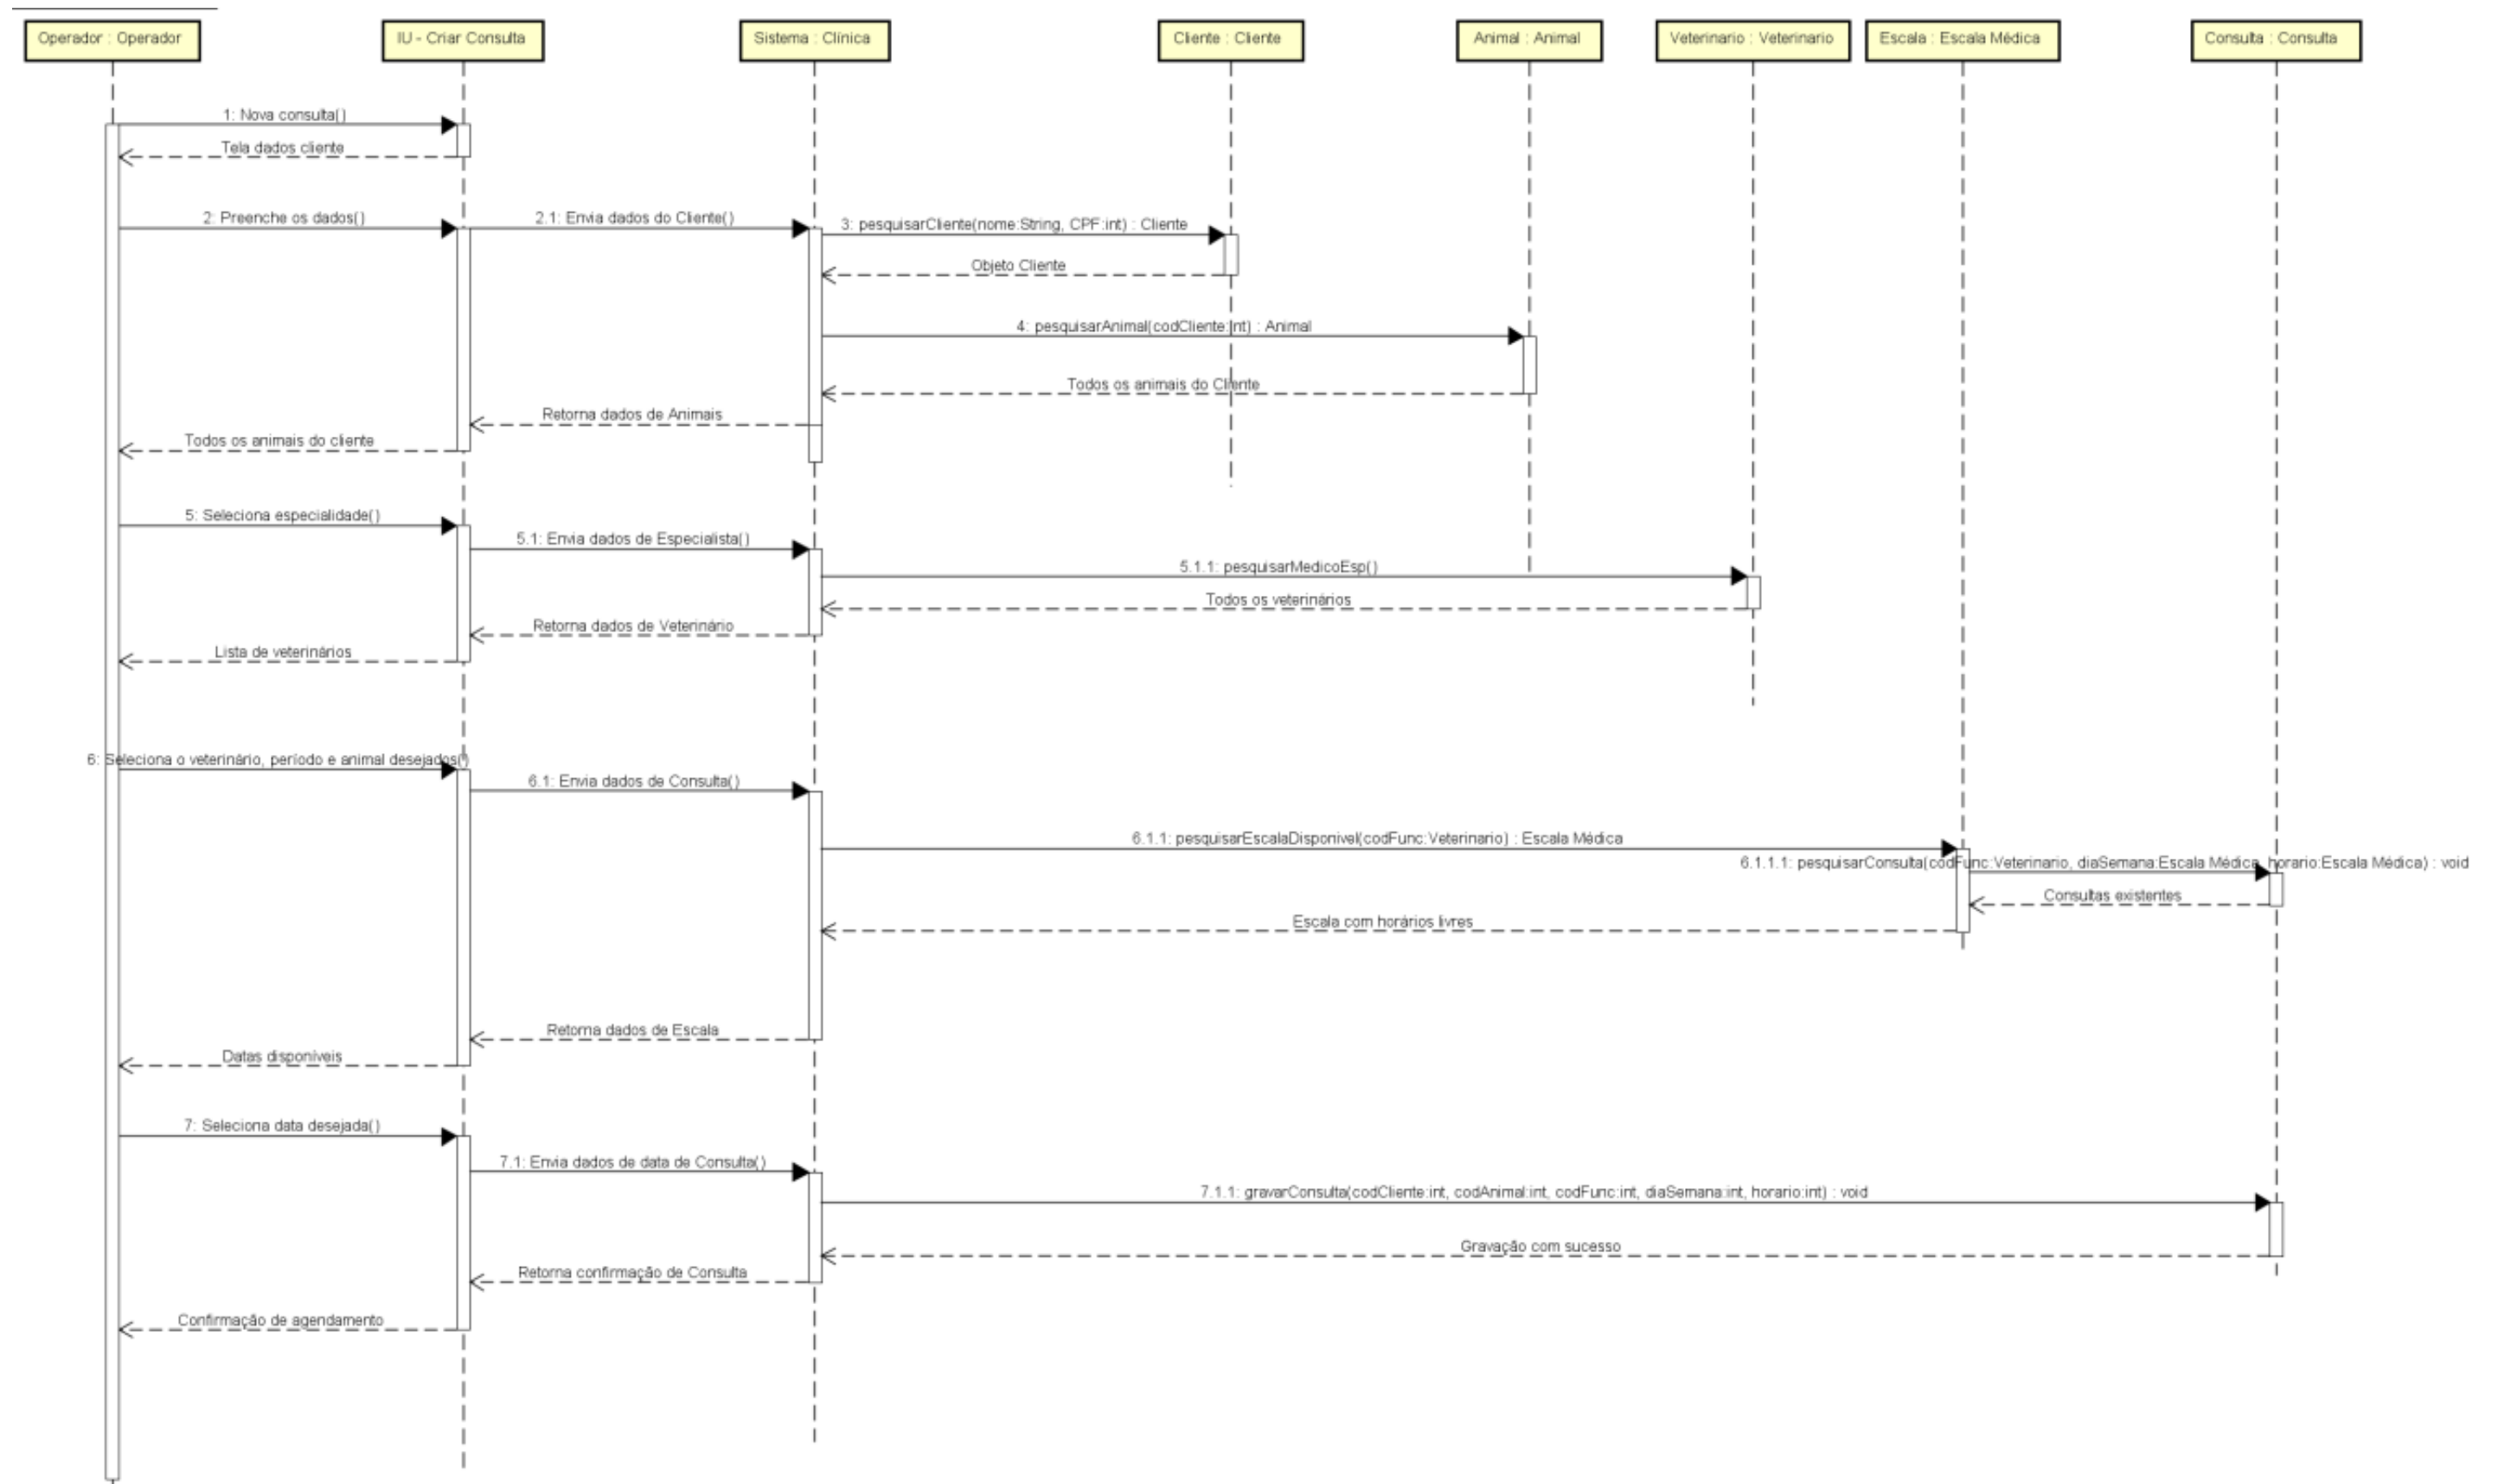 Operador : Operador
IU - Criar Consulta
Sistema : Clínica
Cliente : Cliente
Animal : Animal
Veterinario : Veterinario
Escala : Escala Médica
Consulta : Consulta
1: Nova consulta()
Tela dados cliente
2: Preenche os dados()
2.1: Envia dados do Cliente()
3: pesquisarCliente(nome:String, CPF:int) : Cliente
Objeto Cliente
4: pesquisarAnimal(codCliente:int) : Animal
Todos os animais do Cliente
Retorna dados de Animais
Todos os animais do cliente
5: Seleciona especialidade()
5.1: Envia dados de Especialista()
5.1.1: pesquisarMedicoEsp()
Todos os veterinários
Retorna dados de Veterinário
Lista de veterinários
6: Seleciona o veterinário, período e animal desejados()
6.1: Envia dados de Consulta()
6.1.1: pesquisarEscalaDisponivel(codFunc:Veterinario) : Escala Médica
6.1.1.1: pesquisarConsulta(codFunc:Veterinario, diaSemana:Escala Médica, horario:Escala Médica) : void
Consultas existentes
Escala com horários livres
Retorna dados de Escala
Datas disponíveis
7: Seleciona data desejada()
7.1: Envia dados de data de Consulta()
7.1.1: gravarConsulta(codCliente:int, codAnimal:int, codFunc:int, diaSemana:int, horario:int) : void
Gravação com sucesso
Retorna confirmação de Consulta
Confirmação de agendamento